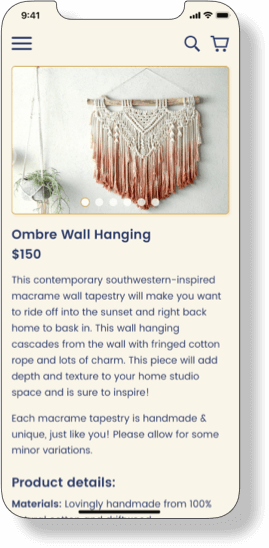 9:41
Ombre Wall Hanging
$150
This contemporary southwestern-inspired
macrame wall tapestry will make you want
to ride off into the sunset and right back
home to bask in. This wall hanging
cascades from the wall with fringed cotton
rope and lots of charm. This piece will add
depth and texture to your home studio
space and is sure to inspire!
Each macrame tapestry is handmade &
unique, just like you! Please allow for some
minor variations.
Product details:
Materials: Lovingly handmade from 100%